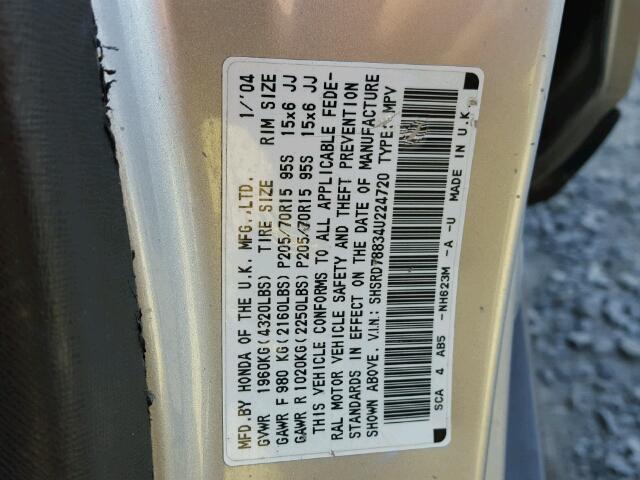 MFD.BY HONDA OF THE U.K. MFG.,LTD. 1/'04
GVWR 1960KG(4320LBS) TIRE SIZE RIM SIZE
GAWR F 980 KG(2160LBS)P205/70R15 95S 15x6 JJ
GAWR R 1020KG(2250LBS)P205/70R15 95S 15x6 JJ
THIS VEHICLE CONFORMS TO ALL APPLICABLE FEDE-
RAL MOTOR VEHICLE SAFETY AND THEFT PREVENTION
STANDARDS IN EFFECT ON THE DATE OF MANUFACTURE
SHOWN ABOVE. V.I.N.: SHSRD78834U224720 TYPE: MPV
SCA 4 AB5 -NH623M -A -U MADE IN U.K.